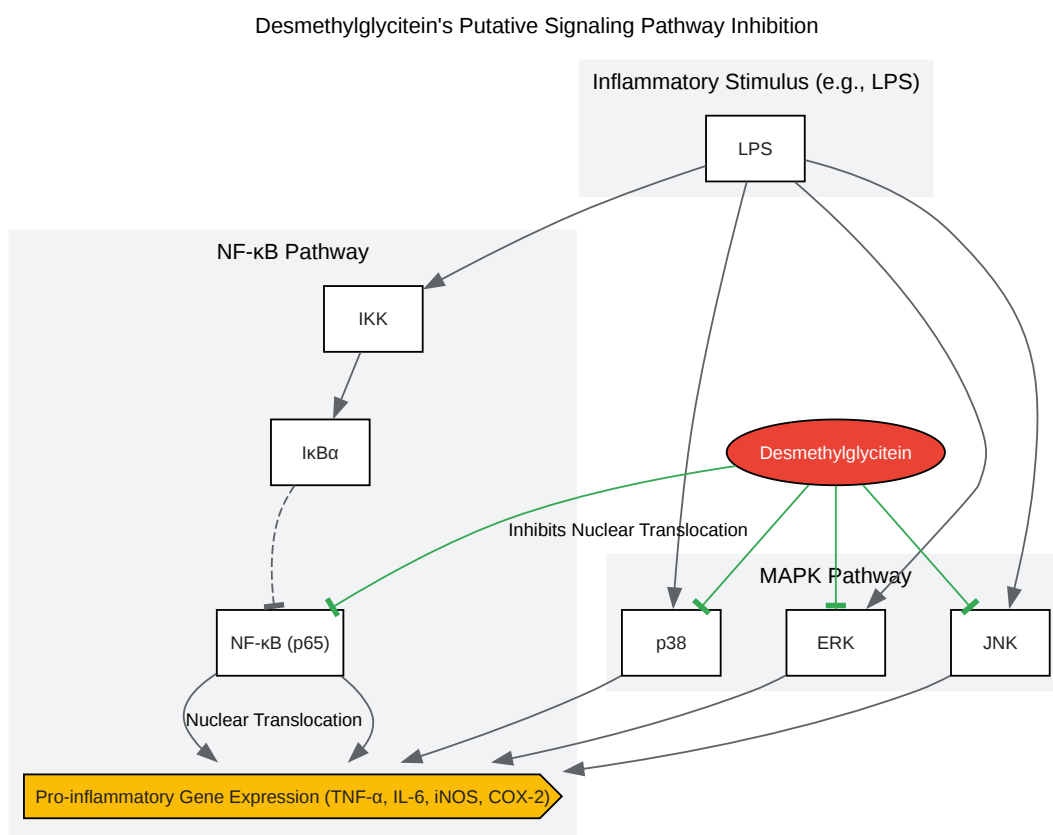 Desmethylglycitein's Putative Signaling Pathway Inhibition
Inflammatory Stimulus (e.g., LPS)
LPS
NF-κB Pathway
IKK
IκBα
Desmethylglycitein
Inhibits Nuclear Translocation
MAPK Pathway
NF-κB (p65)
p38
ERK
JNK
Nuclear Translocation
Pro-inflammatory Gene Expression (TNF-α, IL-6, iNOS, COX-2)